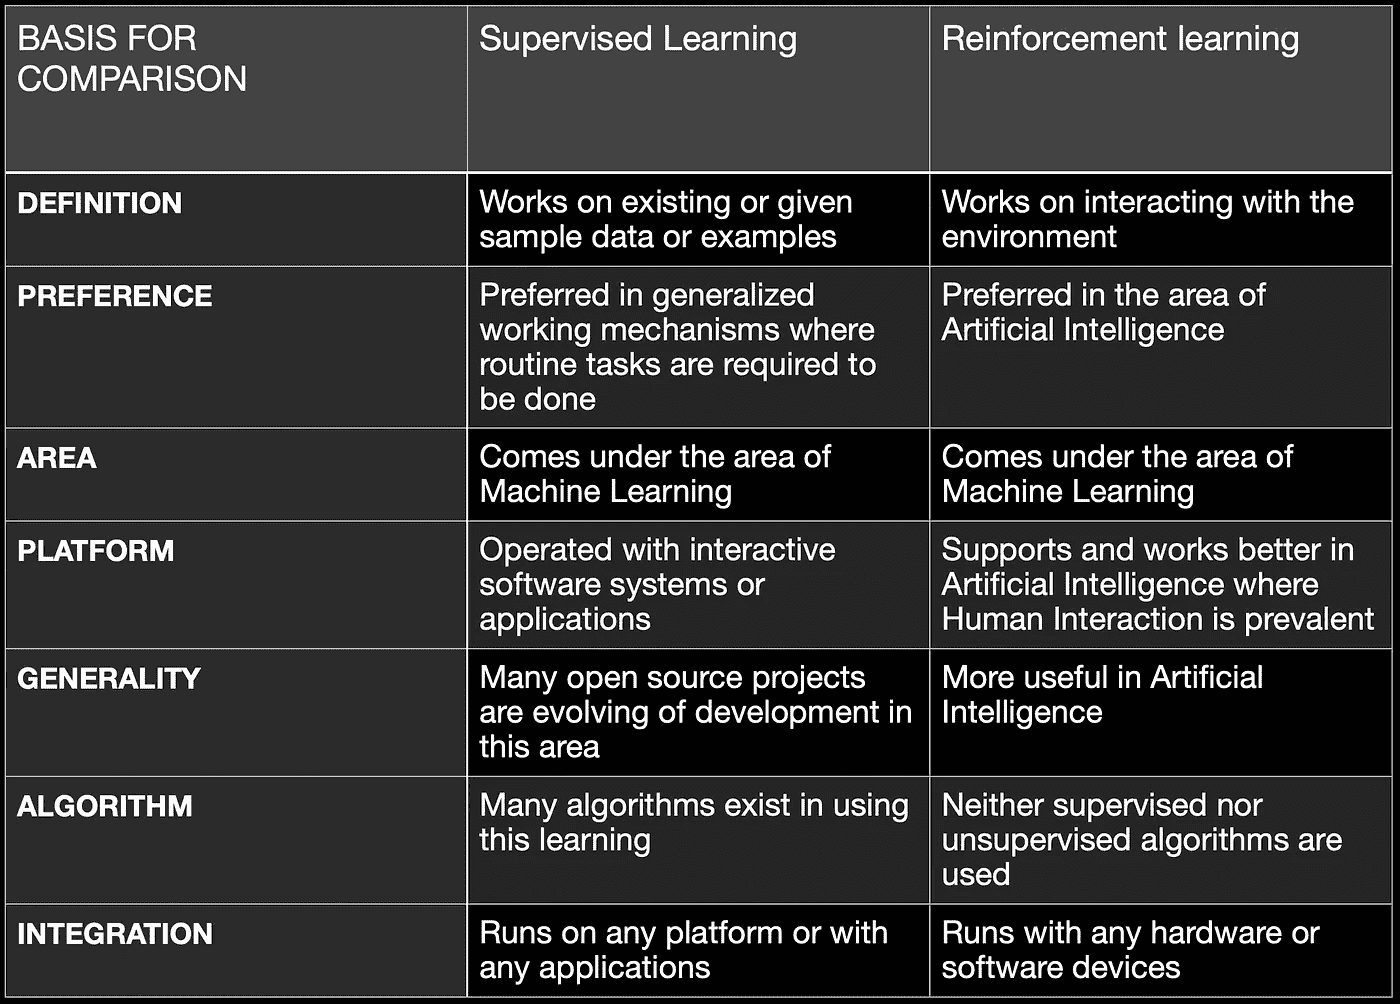 BASIS FOR
COMPARISON
Supervised Learning
Reinforcement learning
DEFINITION
Works on existing or given
sample data or examples
Works on interacting with the
environment
PREFERENCE
Preferred in generalized
working mechanisms where
routine tasks are required to
be done
Preferred in the area of
Artificial Intelligence
AREA
Comes under the area of
Machine Learning
Comes under the area of
Machine Learning
PLATFORM
Operated with interactive
software systems or
applications
Supports and works better in
Artificial Intelligence where
Human Interaction is prevalent
GENERALITY
Many open source projects
are evolving of development in
this area
More useful in Artificial
Intelligence
ALGORITHM
Many algorithms exist in using
this learning
Neither supervised nor
unsupervised algorithms are
used
INTEGRATION
Runs on any platform or with
any applications
Runs with any hardware or
software devices